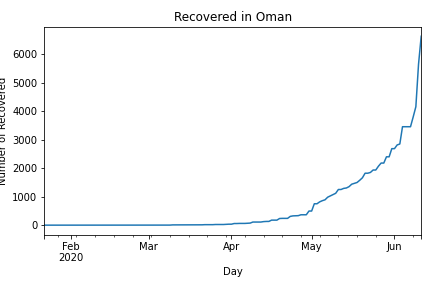 Recovered in Oman
Number of Recovered
6000
5000
4000
3000
2000
1000
0
Feb
2020
Mar
Apr
May
Jun
Day